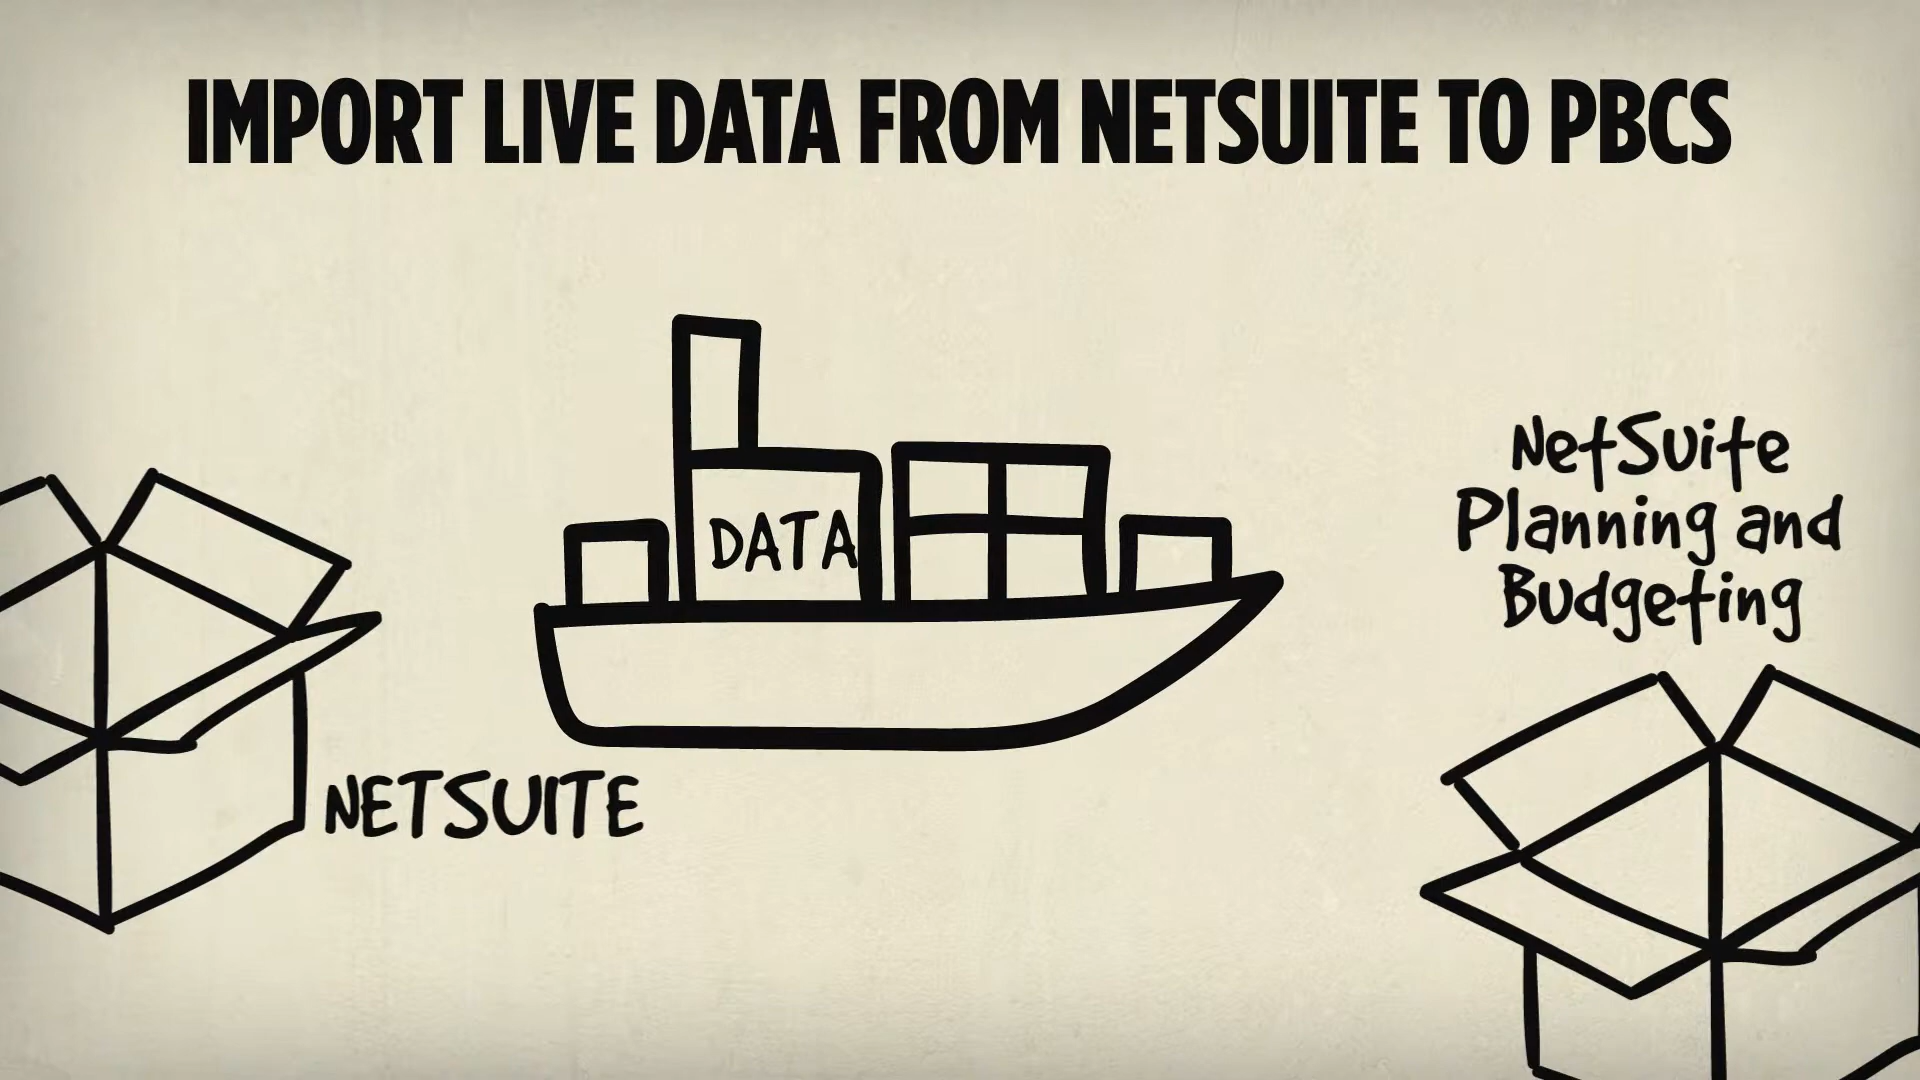 IMPORT LIVE DATA FROM NETSUITE TO PBCS
DATA
NetSuite
Planning and
Budgeting
NETSUITE